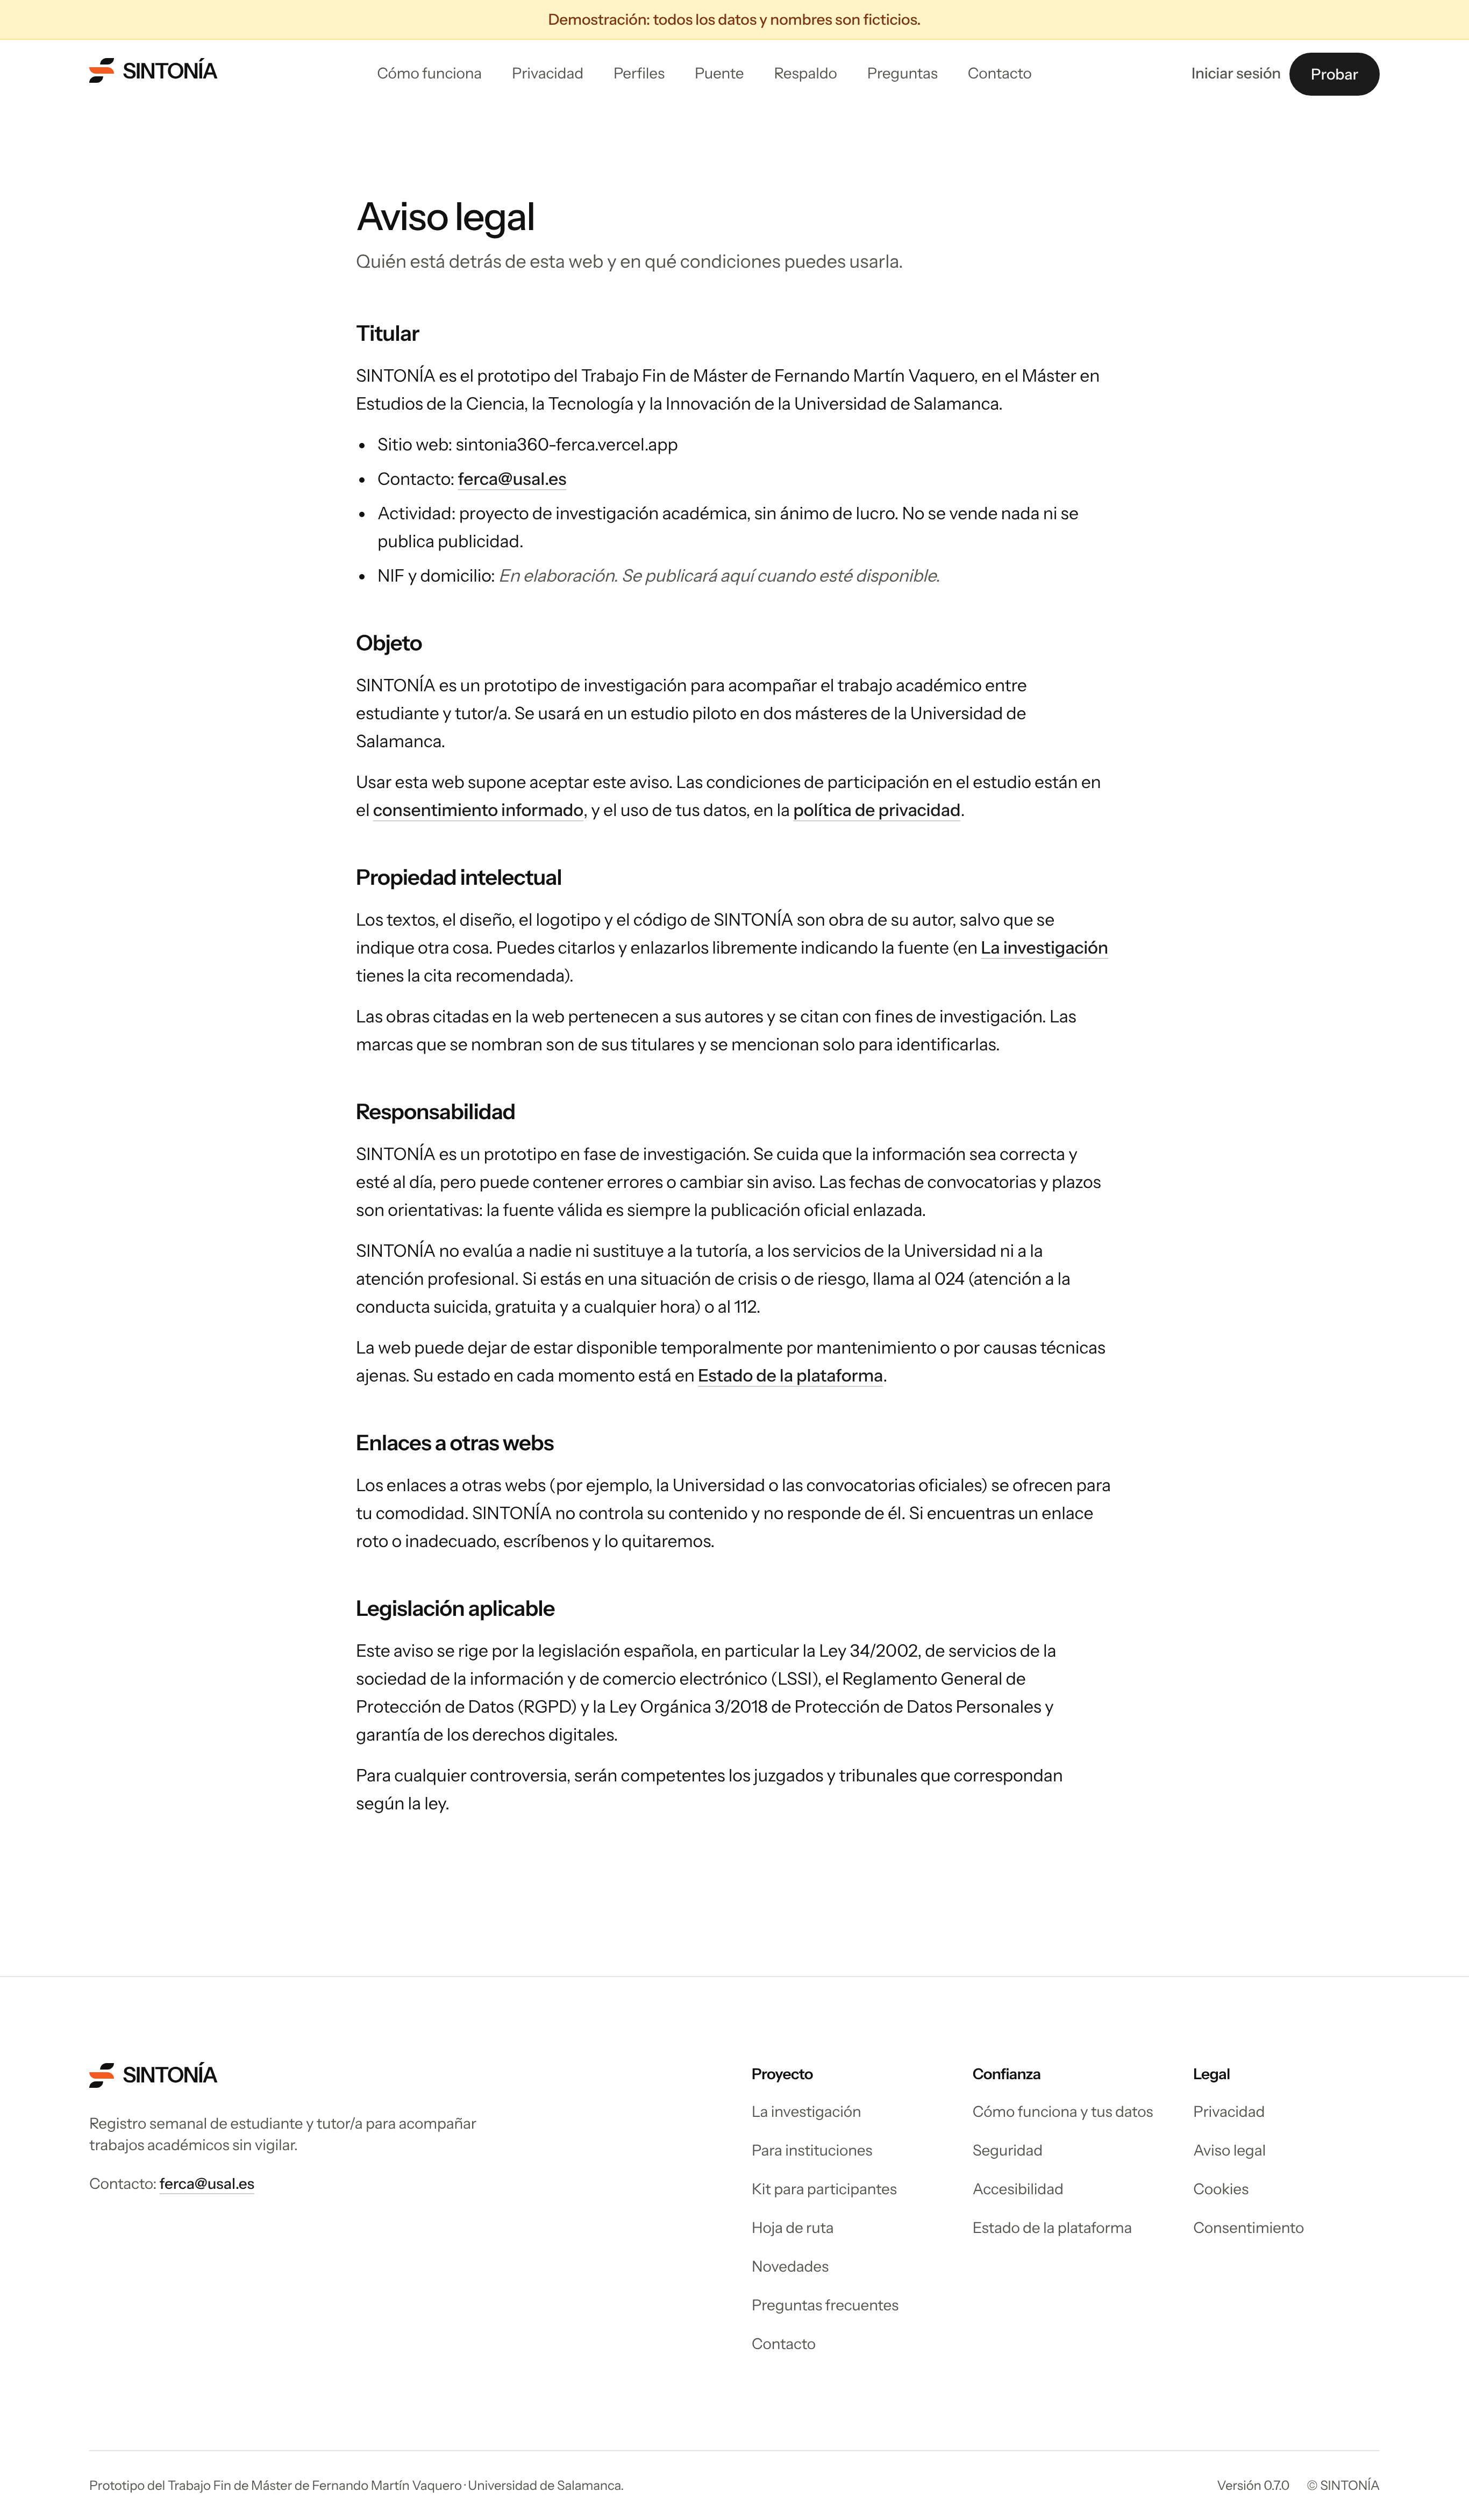 Demostración: todos los datos y nombres son ficticios.
SINTONÍA
Cómo funciona
Privacidad
Perfiles
Puente
Respaldo
Preguntas
Contacto
Iniciar sesión
Probar
Aviso legal
Quién está detrás de esta web y en qué condiciones puedes usarla.
Titular
SINTONÍA es el prototipo del Trabajo Fin de Máster de Fernando Martín Vaquero, en el Máster en
Estudios de la Ciencia, la Tecnología y la Innovación de la Universidad de Salamanca.
• Sitio web: sintonia360-ferca.vercel.app
• Contacto: ferca@usal.es
• Actividad: proyecto de investigación académica, sin ánimo de lucro. No se vende nada ni se
publica publicidad.
• NIF y domicilio: En elaboración. Se publicará aquí cuando esté disponible.
Objeto
SINTONÍA es un prototipo de investigación para acompañar el trabajo académico entre
estudiante y tutor/a. Se usará en un estudio piloto en dos másteres de la Universidad de
Salamanca.
Usar esta web supone aceptar este aviso. Las condiciones de participación en el estudio están en
el consentimiento informado, y el uso de tus datos, en la política de privacidad.
Propiedad intelectual
Los textos, el diseño, el logotipo y el código de SINTONÍA son obra de su autor, salvo que se
indique otra cosa. Puedes citarlos y enlazarlos libremente indicando la fuente (en La investigación
tienes la cita recomendada).
Las obras citadas en la web pertenecen a sus autores y se citan con fines de investigación. Las
marcas que se nombran son de sus titulares y se mencionan solo para identificarlas.
Responsabilidad
SINTONÍA es un prototipo en fase de investigación. Se cuida que la información sea correcta y
esté al día, pero puede contener errores o cambiar sin aviso. Las fechas de convocatorias y plazos
son orientativas: la fuente válida es siempre la publicación oficial enlazada.
SINTONÍA no evalúa a nadie ni sustituye a la tutoría, a los servicios de la Universidad ni a la
atención profesional. Si estás en una situación de crisis o de riesgo, llama al 024 (atención a la
conducta suicida, gratuita y a cualquier hora) o al 112.
La web puede dejar de estar disponible temporalmente por mantenimiento o por causas técnicas
ajenas. Su estado en cada momento está en Estado de la plataforma.
Enlaces a otras webs
Los enlaces a otras webs (por ejemplo, la Universidad o las convocatorias oficiales) se ofrecen para
tu comodidad. SINTONÍA no controla su contenido y no responde de él. Si encuentras un enlace
roto o inadecuado, escríbenos y lo quitaremos.
Legislación aplicable
Este aviso se rige por la legislación española, en particular la Ley 34/2002, de servicios de la
sociedad de la información y de comercio electrónico (LSSI), el Reglamento General de
Protección de Datos (RGPD) y la Ley Orgánica 3/2018 de Protección de Datos Personales y
garantía de los derechos digitales.
Para cualquier controversia, serán competentes los juzgados y tribunales que correspondan
según la ley.
SINTONÍA
Registro semanal de estudiante y tutor/a para acompañar
trabajos académicos sin vigilar.
Contacto: ferca@usal.es
Proyecto
La investigación
Para instituciones
Kit para participantes
Hoja de ruta
Novedades
Preguntas frecuentes
Contacto
Confianza
Cómo funciona y tus datos
Seguridad
Accesibilidad
Estado de la plataforma
Legal
Privacidad
Aviso legal
Cookies
Consentimiento
Prototipo del Trabajo Fin de Máster de Fernando Martín Vaquero · Universidad de Salamanca.
Versión 0.7.0
© SINTONÍA